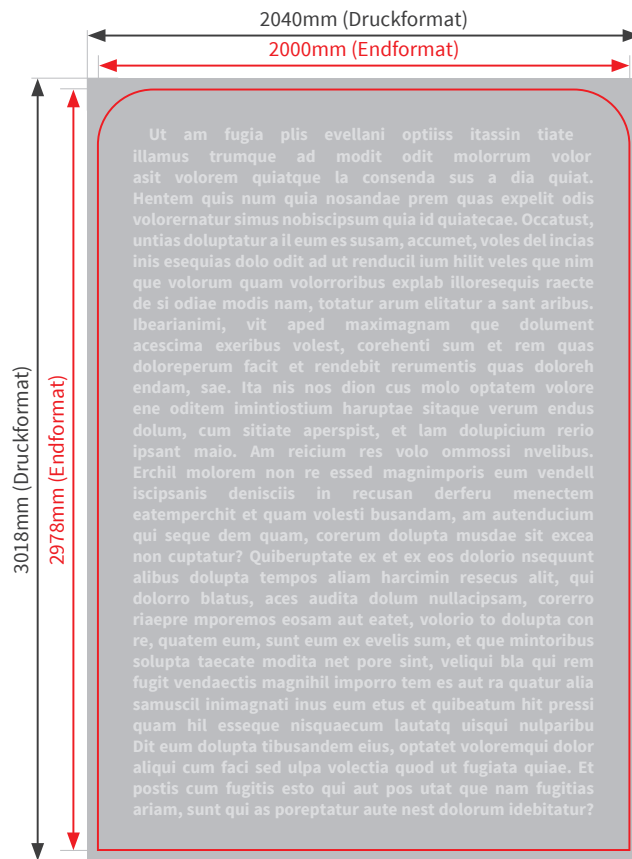 2040mm (Druckformat)
2000mm (Endformat)
3018mm (Druckformat)
2978mm (Endformat)
Ut am fugia plis evellani optiiss itassin tiate
illamus trumque ad modit odit molorrum volor
asit volorem quiatque la consenda sus a dia quiat.
Hentem quis num quia nosandae prem quas expelit odis
volorernatur simus nobiscipsum quia id quiatecae. Occatust,
untias doluptatur a il eum es susam, accumet, voles del incias
inis esequias dolo odit ad ut renducil ium hilit veles que nim
que volorum quam volorroribus explab illoresequis raecte
de si odiae modis nam, totatur arum elitatur a sant aribus.
Ibearianimi, vit aped maximagnam que dolument
acescima exeribus volest, corehenti sum et rem quas
doloreperum facit et rendebit rerumentis quas doloreh
endam, sae. Ita nis nos dion cus molo optatem volore
ene oditem imintiostium haruptae sitaque verum endus
dolum, cum sitiate aperspist, et lam dolupicium rerio
ipsant maio. Am reicium res volo ommossi nvelibus.
Erchil molorem non re essed magnimporis eum vendell
iscipsanis denisciis in recusan derferu menectem
eatemperchit et quam volesti busandam, am autenducium
qui seque dem quam, corerum dolupta musdae sit excea
non cuptatur? Quiberuptate ex et ex eos dolorio nsequunt
alibus dolupta tempos aliam harcimin resecus alit, qui
dolorro blatus, aces audita dolum nullacipsam, corerro
riaepre mporemos eosam aut eatet, volorio to dolupta con
re, quatem eum, sunt eum ex evelis sum, et que mintoribus
solupta taecate modita net pore sint, veliqui bla qui rem
fugit vendaectis magnihil imporro tem es aut ra quatur alia
samuscil inimagnati inus eum etus et quibeatum hit pressi
quam hil esseque nisquaecum lautatq uisqui nulparibu
Dit eum dolupta tibusandem eius, optatet voloremqui dolor
aliqui cum faci sed ulpa volectia quod ut fugiata quiae. Et
postis cum fugitis esto qui aut pos utat que nam fugitias
ariam, sunt qui as poreptatur aute nest dolorum idebitatur?